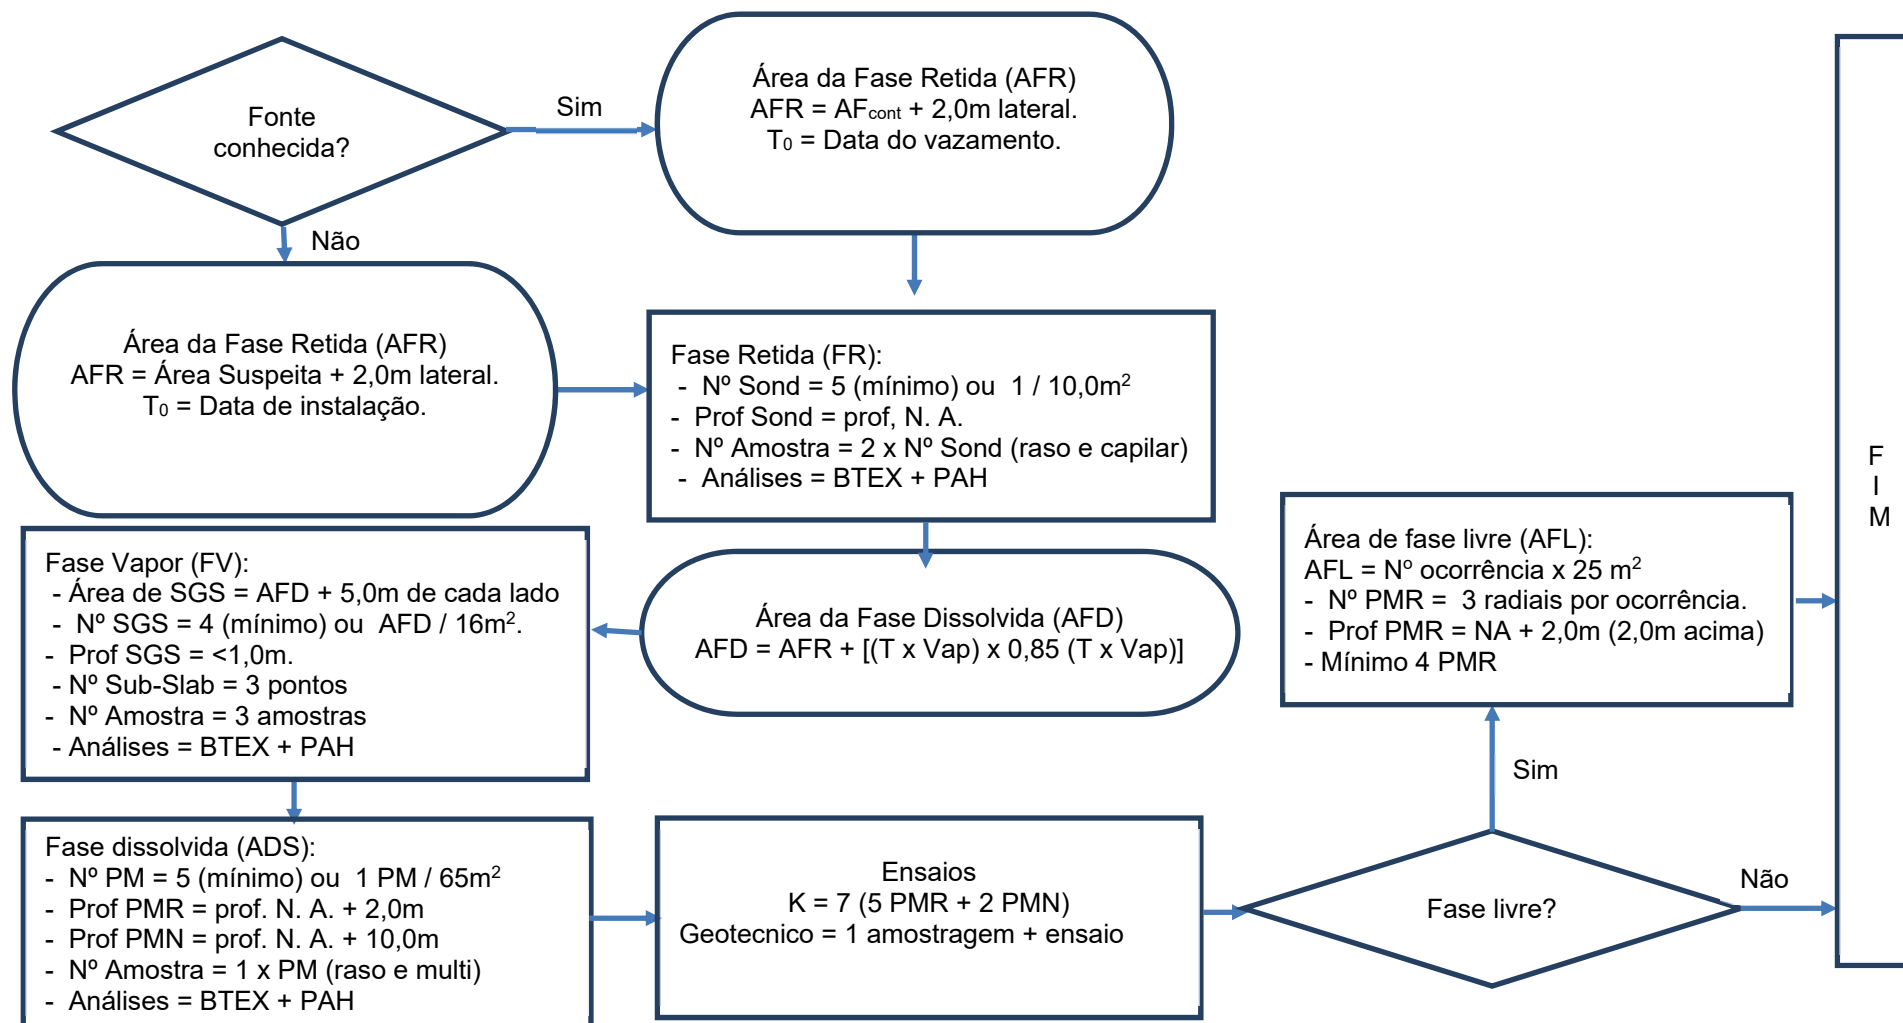 Fonte
conhecida?
Sim
Área da Fase Retida (AFR)
AFR = AFcont + 2,0m lateral.
T0 = Data do vazamento.
Não
Área da Fase Retida (AFR)
AFR = Área Suspeita + 2,0m lateral.
T0 = Data de instalação.
Fase Retida (FR):
- Nº Sond = 5 (mínimo) ou 1 / 10,0m²
- Prof Sond = prof, N. A.
- Nº Amostra = 2 x Nº Sond (raso e capilar)
- Análises = BTEX + PAH
Área da Fase Dissolvida (AFD)
AFD = AFR + [(T x Vap) x 0,85 (T x Vap)]
Fase Vapor (FV):
- Área de SGS = AFD + 5,0m de cada lado
- Nº SGS = 4 (mínimo) ou AFD / 16m².
- Prof SGS = <1,0m.
- Nº Sub-Slab = 3 pontos
- Nº Amostra = 3 amostras
- Análises = BTEX + PAH
Fase dissolvida (ADS):
- Nº PM = 5 (mínimo) ou 1 PM / 65m²
- Prof PMR = prof. N. A. + 2,0m
- Prof PMN = prof. N. A. + 10,0m
- Nº Amostra = 1 x PM (raso e multi)
- Análises = BTEX + PAH
Ensaios
K = 7 (5 PMR + 2 PMN)
Geotecnico = 1 amostragem + ensaio
Fase livre?
Sim
Área de fase livre (AFL):
AFL = Nº ocorrência x 25 m²
- Nº PMR = 3 radiais por ocorrência.
- Prof PMR = NA + 2,0m (2,0m acima)
- Mínimo 4 PMR
Não
F
I
M